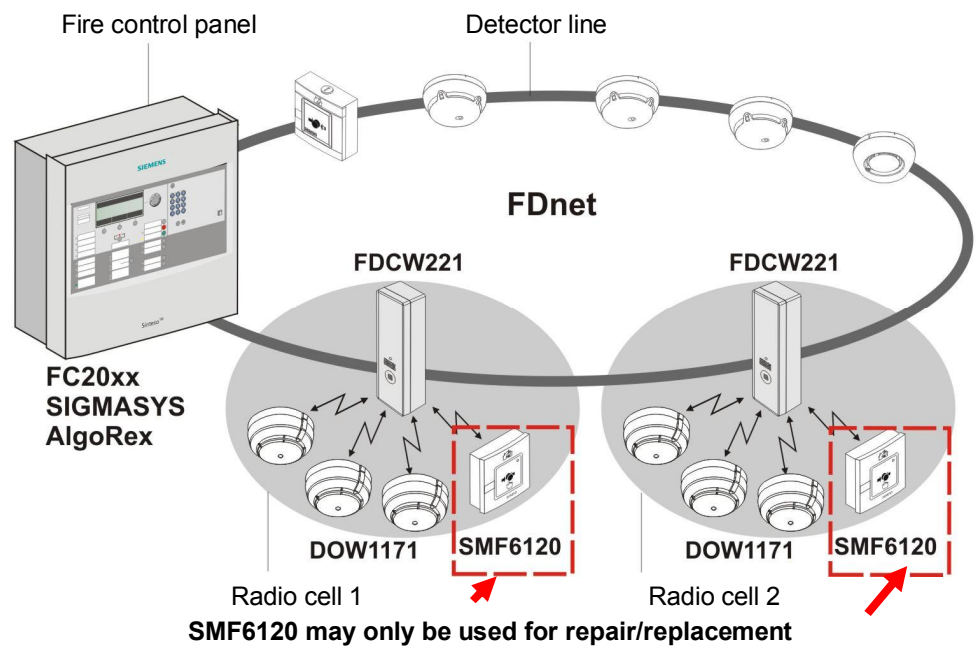 Fire control panel
Detector line
SIEMENS
FDnet
FDCW221
FDCW221
Sinteso™
FC20xx
SIGMASYS
AlgoRex
DOW1171
SMF6120
DOW1171
SMF6120
Radio cell 1
Radio cell 2
SMF6120 may only be used for repair/replacement